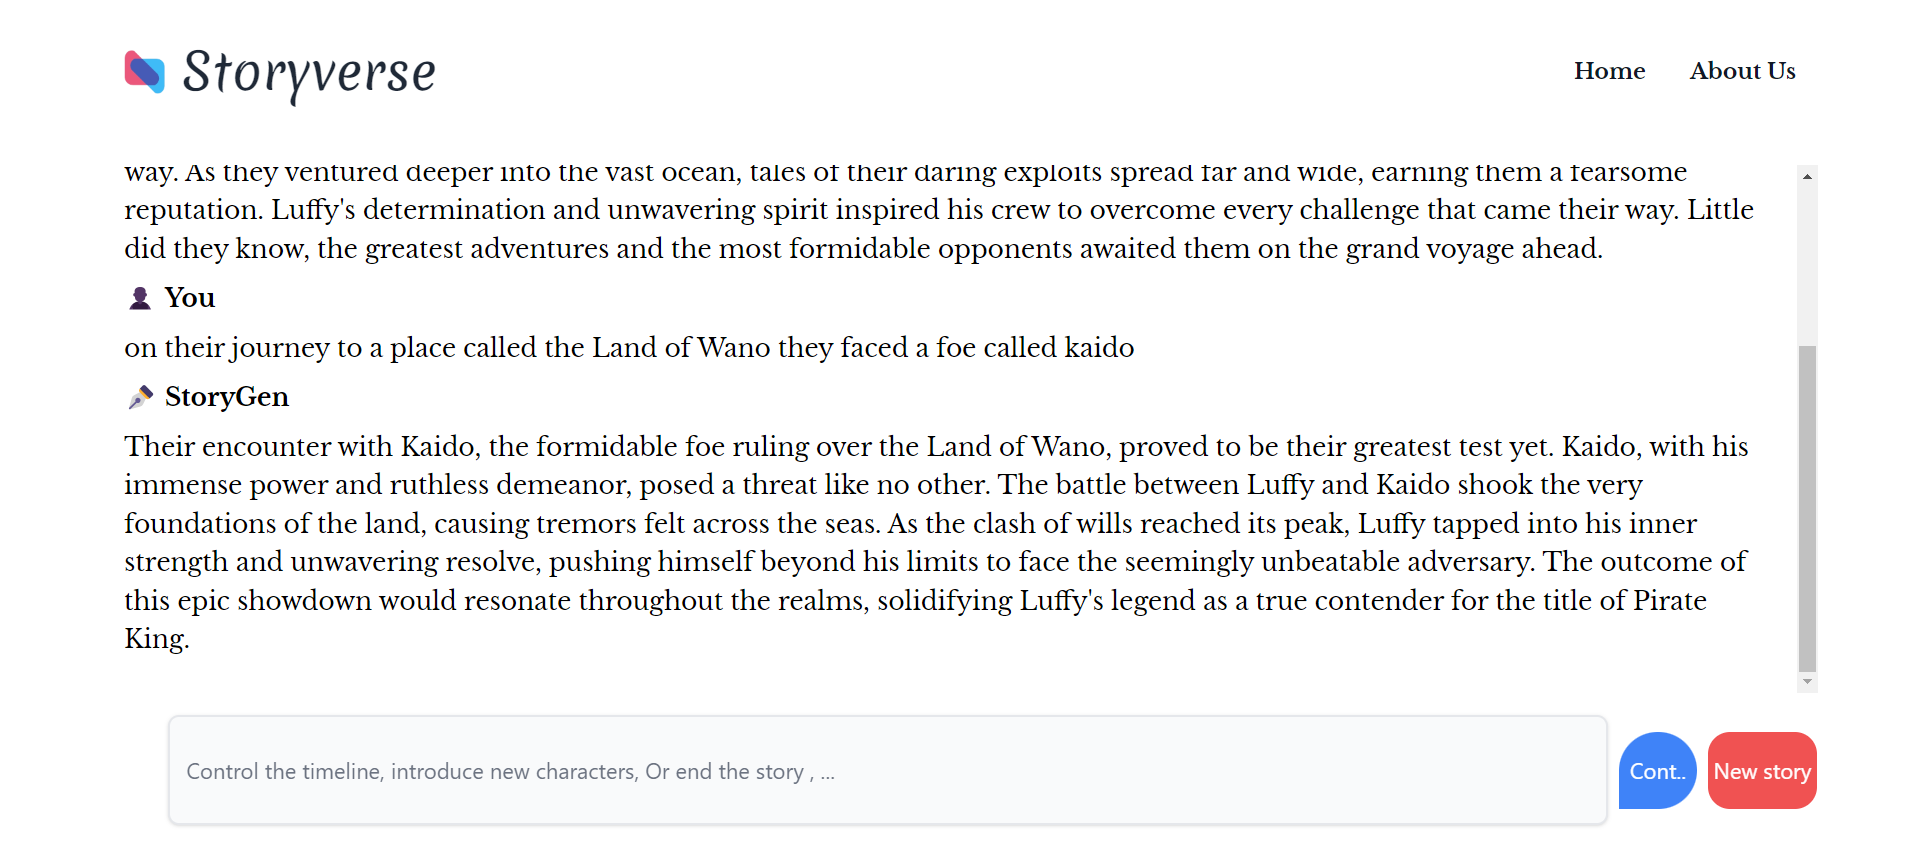 Storyverse
Home
About Us
way. As they ventured deeper into the vast ocean, tales of their daring exploits spread far and wide, earning them a fearsome
reputation. Luffy's determination and unwavering spirit inspired his crew to overcome every challenge that came their way. Little
did they know, the greatest adventures and the most formidable opponents awaited them on the grand voyage ahead.
You
on their journey to a place called the Land of Wano they faced a foe called kaido
StoryGen
Their encounter with Kaido, the formidable foe ruling over the Land of Wano, proved to be their greatest test yet. Kaido, with his
immense power and ruthless demeanor, posed a threat like no other. The battle between Luffy and Kaido shook the very
foundations of the land, causing tremors felt across the seas. As the clash of wills reached its peak, Luffy tapped into his inner
strength and unwavering resolve, pushing himself beyond his limits to face the seemingly unbeatable adversary. The outcome of
this epic showdown would resonate throughout the realms, solidifying Luffy's legend as a true contender for the title of Pirate
King.
Control the timeline, introduce new characters, Or end the story , ...
Cont..
New story